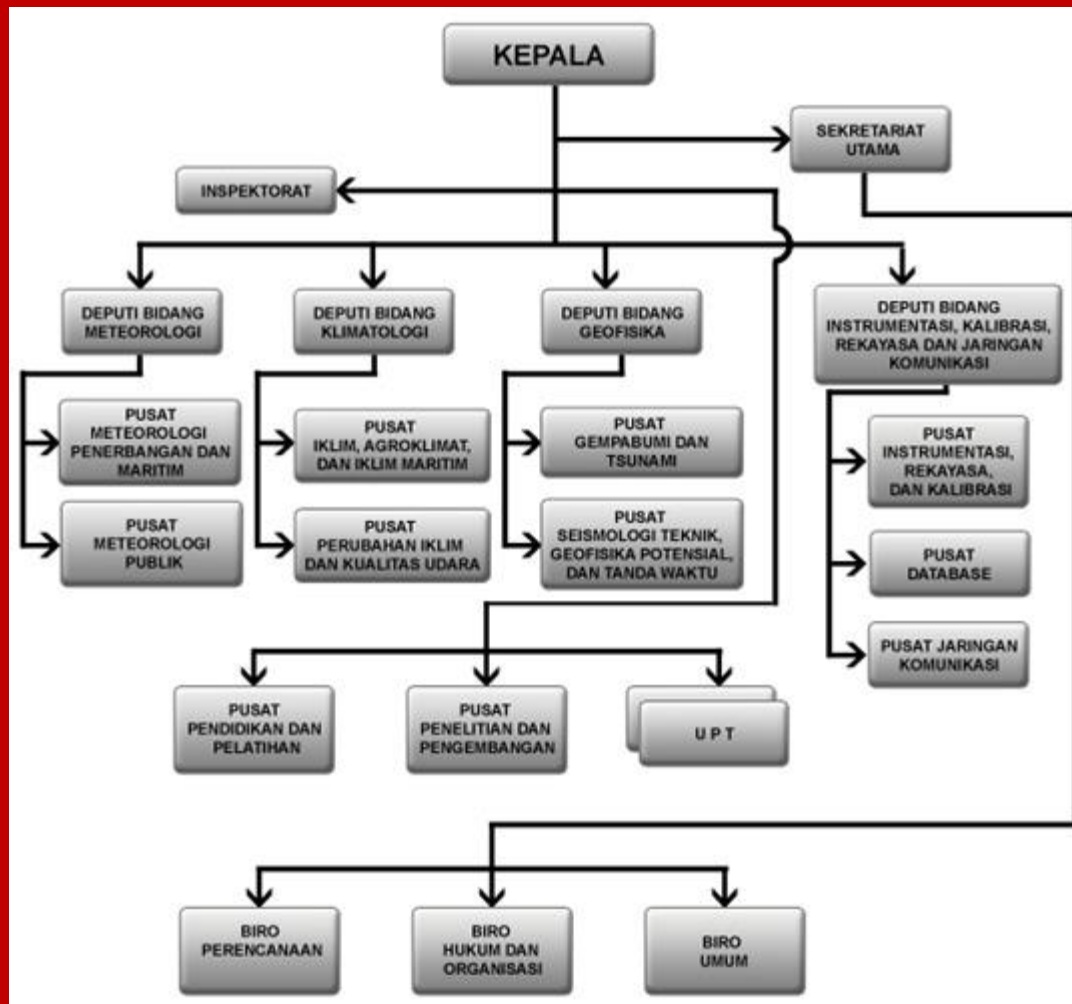 KEPALA
SEKRETARIAT
UTAMA
INSPEKTORAT
DEPUTI BIDANG
METEOROLOGI
DEPUTI BIDANG
KLIMATOLOGI
DEPUTI BIDANG
GEOFISIKA
DEPUTI BIDANG
INSTRUMENTASI, KALIBRASI,
REKAYASA DAN JARINGAN
KOMUNIKASI
PUSAT
METEOROLOGI
PENERBANGAN DAN
MARITIM
PUSAT
IKLIM, AGROKLIMAT,
DAN IKLIM MARITIM
PUSAT
GEMPABUMI DAN
TSUNAMI
PUSAT
INSTRUMENTASI,
REKAYASA,
DAN KALIBRASI
PUSAT
METEOROLOGI
PUBLIK
PUSAT
PERUBAHAN IKLIM
DAN KUALITAS UDARA
PUSAT
SEISMOLOGI TEKNIK,
GEOFISIKA POTENSIAL,
DAN TANDA WAKTU
PUSAT
DATABASE
PUSAT JARINGAN
KOMUNIKASI
PUSAT
PENDIDIKAN DAN
PELATIHAN
PUSAT
PENELITIAN DAN
PENGEMBANGAN
U P T
BIRO
PERENCANAAN
BIRO
HUKUM DAN
ORGANISASI
BIRO
UMUM